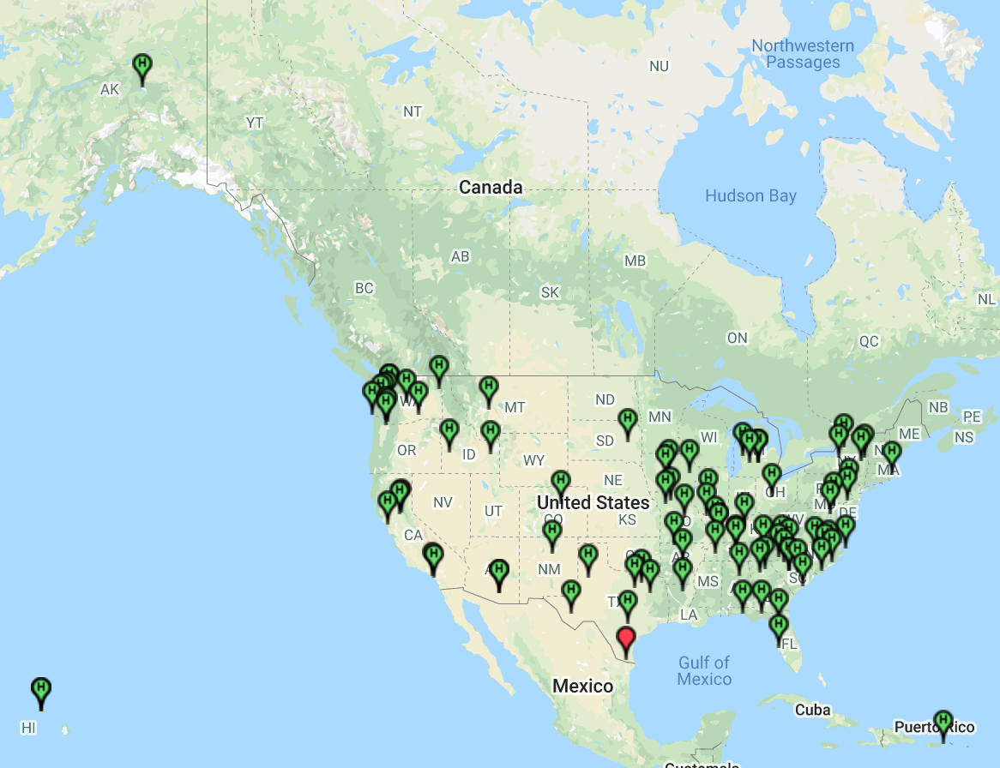 Northwestern
Passages
NU
AK
NT
YT
Canada
Hudson Bay
AB
MB
BC
SK
NL
ON
QC
NB
PE
NS
ME
MT
ND
MN
SD
WI
OR
ID
WY
MA
NE
OH
United States
NV
UT
CO
KS
DE
CA
NM
AR
MS
SC
TX
LA
FL
Gulf of
Mexico
Mexico
Cuba
HI
Puerto Rico
Guatemala
H